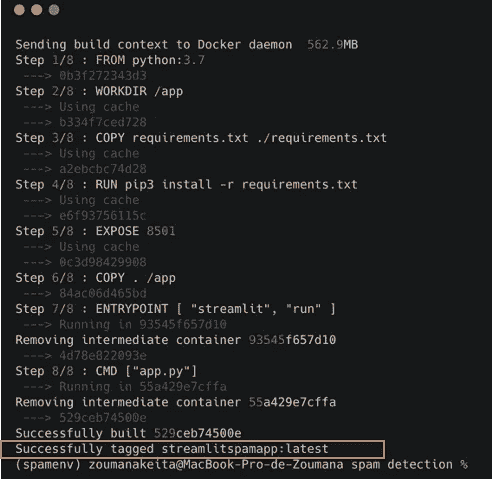 Sending build context to Docker daemon  562.9MB
Step 1/8 : FROM python:3.7
 ---> 0b3f272343d3
Step 2/8 : WORKDIR /app
 ---> Using cache
 ---> b334f7ced728
Step 3/8 : COPY requirements.txt ./requirements.txt
 ---> Using cache
 ---> a2ebcbc74d28
Step 4/8 : RUN pip3 install -r requirements.txt
 ---> Using cache
 ---> e6f93756115c
Step 5/8 : EXPOSE 8501
 ---> Using cache
 ---> 0c3d98429908
Step 6/8 : COPY . /app
 ---> 84ac06d465bd
Step 7/8 : ENTRYPOINT [ "streamlit", "run" ]
 ---> Running in 93545f657d10
Removing intermediate container 93545f657d10
 ---> 4d78e822093e
Step 8/8 : CMD ["app.py"]
 ---> Running in 55a429e7cffa
Removing intermediate container 55a429e7cffa
 ---> 529ceb74500e
Successfully built 529ceb74500e
Successfully tagged streamlitspamapp:latest
(spamenv) zoumanakeita@MacBook-Pro-de-Zoumana spam detection %